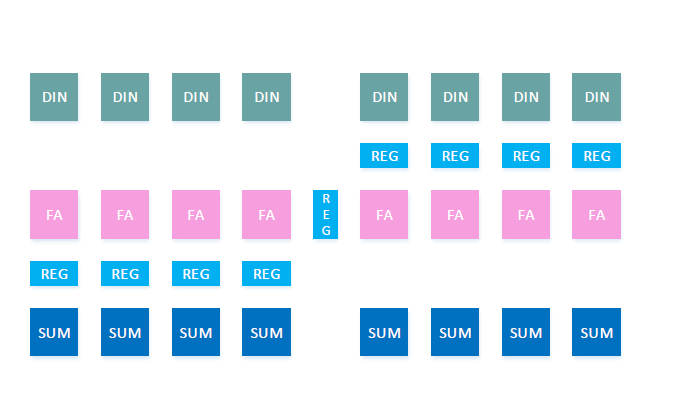 DIN DIN DIN DIN DIN DIN DIN DIN
REG REG REG REG
FA FA FA FA REG FA FA FA FA
REG REG REG REG
SUM SUM SUM SUM SUM SUM SUM SUM